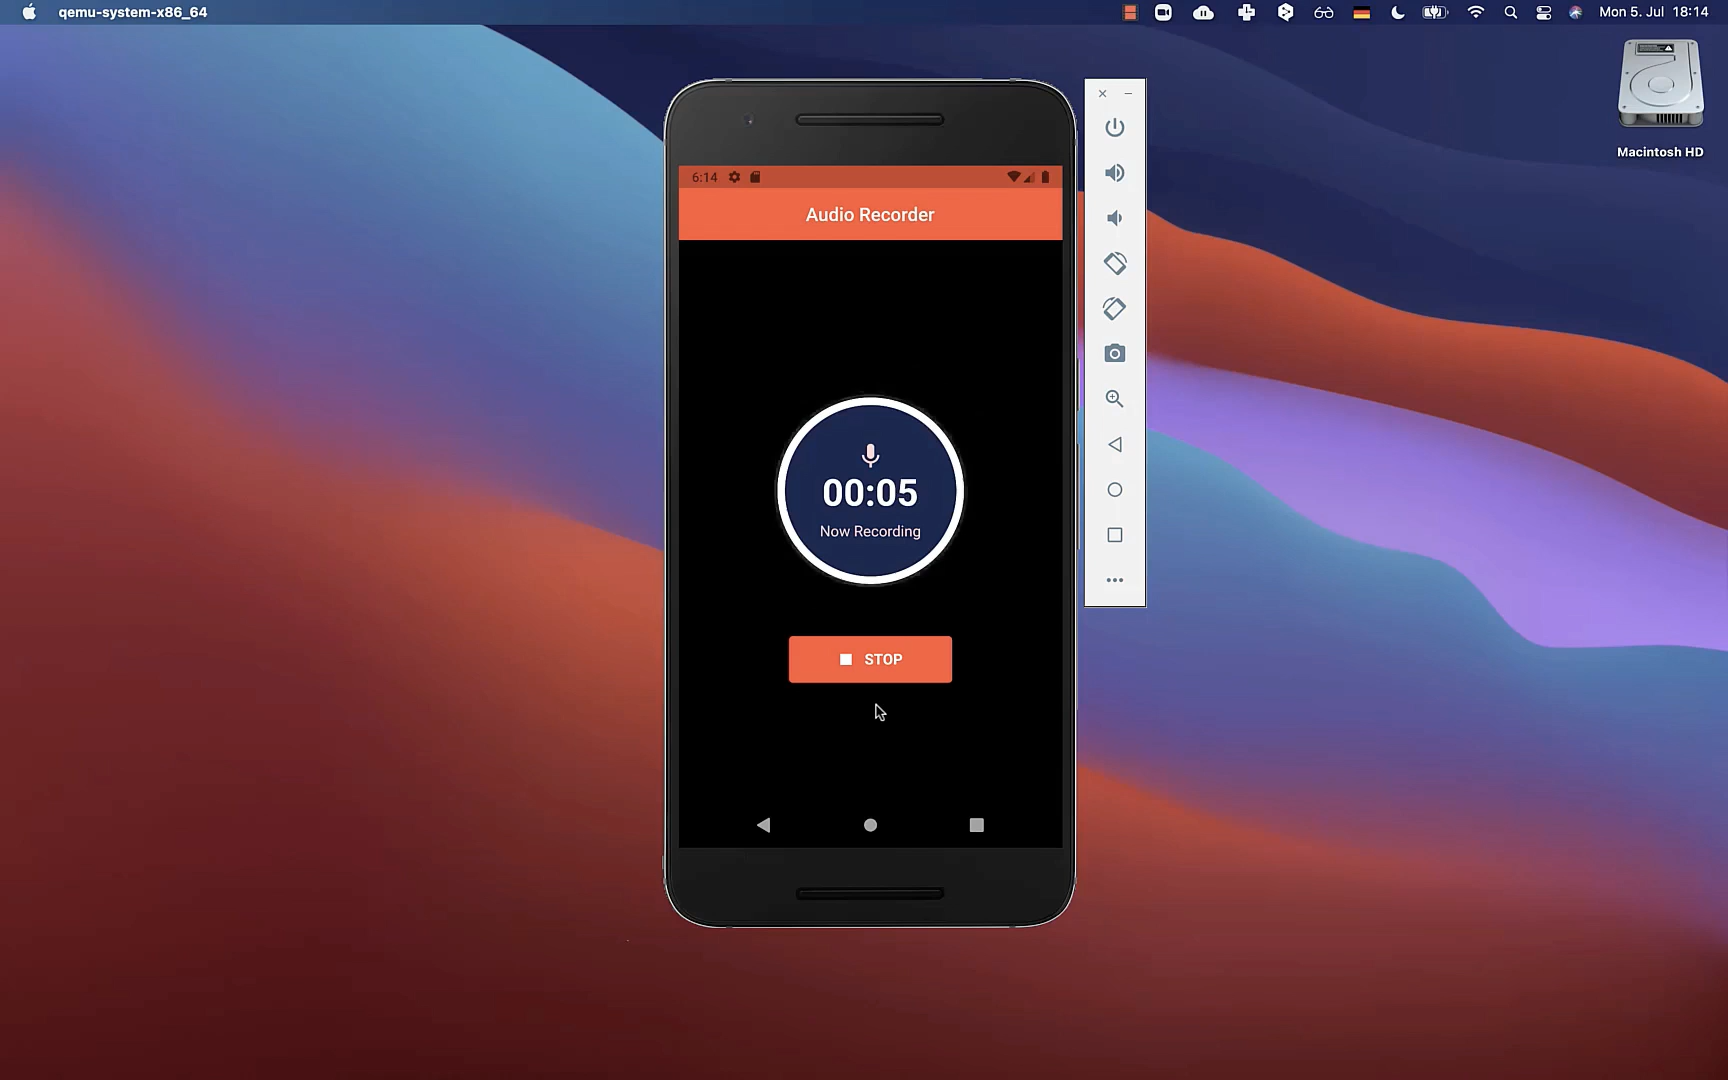 qemu-system-x86_64
Mon 5. Jul 18:14
Macintosh HD
6:14
Audio Recorder
00:05
Now Recording
STOP